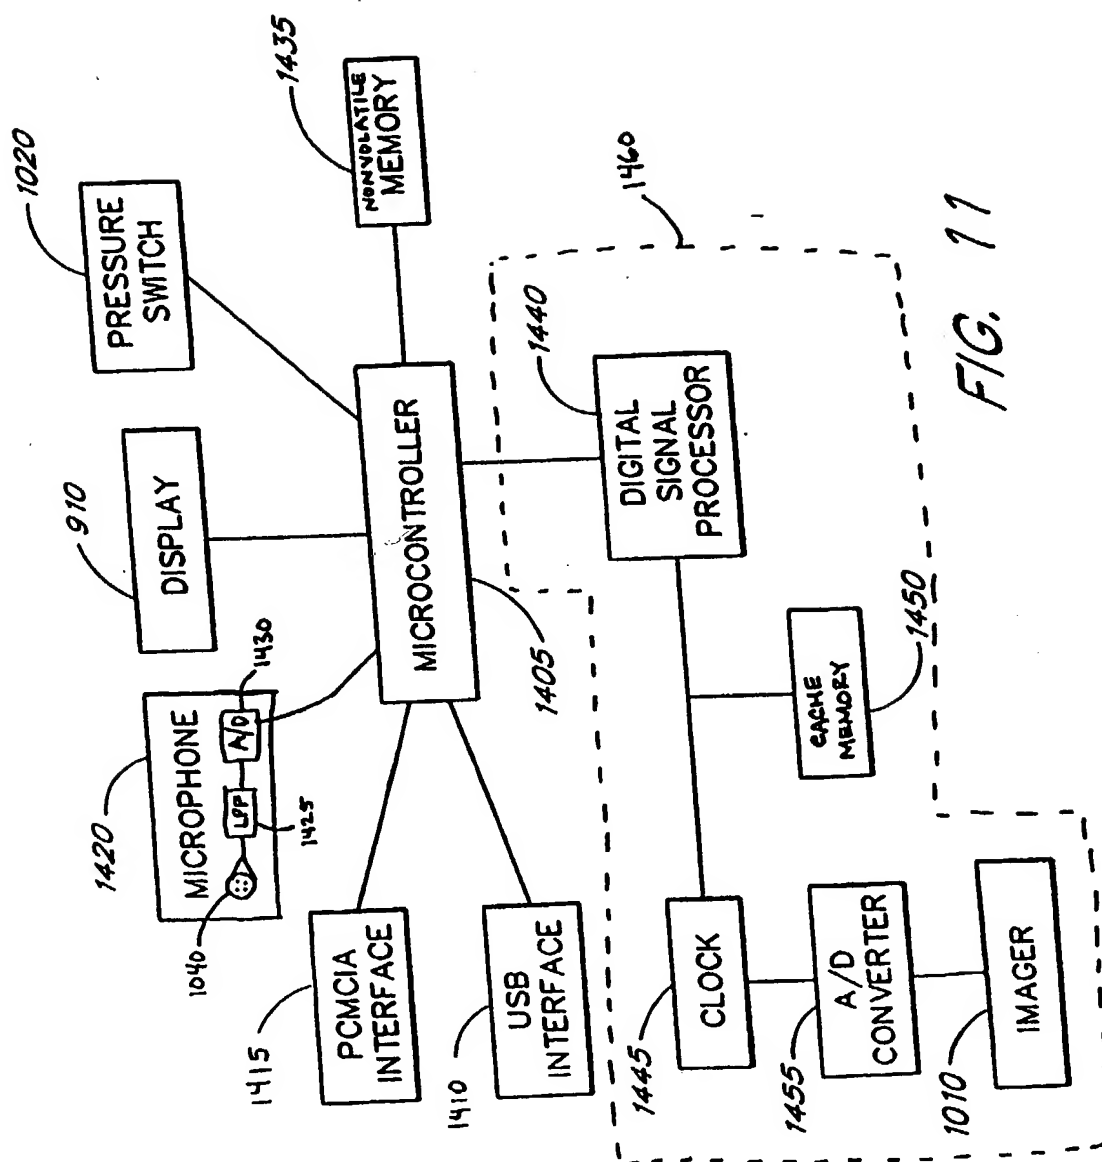 1020
PRESSURE
SWITCH
1435
NONVOLATILE
MEMORY
910
DISPLAY
1420
MICROPHONE
1040
LPF
1425
A/D
1430
MICROCONTROLLER
1405
1415
PCMCIA
INTERFACE
1410
USB
INTERFACE
1460
1440
DIGITAL
SIGNAL
PROCESSOR
1445
CLOCK
CACHE
MEMORY
1450
1455
A/D
CONVERTER
1010
IMAGER
FIG. 11